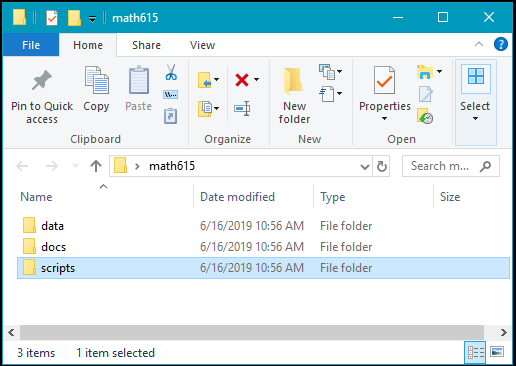 math615
File Home Share View
Pin to Quick access
Copy
Paste
New folder
Properties
Select
Clipboard Organize New Open
math615
Search m...
Name Date modified Type Size
data 6/16/2019 10:56 AM File folder
docs 6/16/2019 10:56 AM File folder
scripts 6/16/2019 10:56 AM File folder
3 items 1 item selected